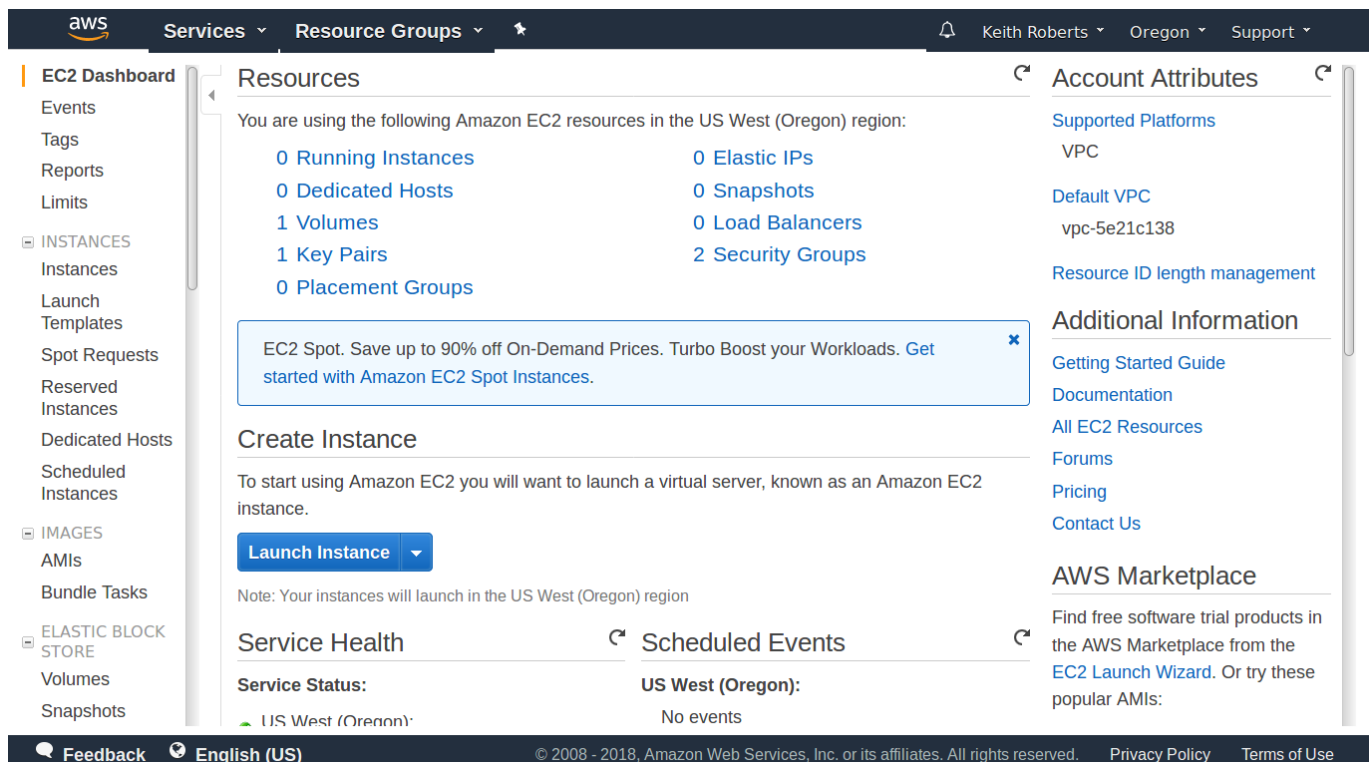 aws
Services
Resource Groups
Keith Roberts
Oregon
Support
EC2 Dashboard
Events
Tags
Reports
Limits
INSTANCES
Instances
Launch
Templates
Spot Requests
Reserved
Instances
Dedicated Hosts
Scheduled
Instances
IMAGES
AMIs
Bundle Tasks
ELASTIC BLOCK
STORE
Volumes
Snapshots
Resources
You are using the following Amazon EC2 resources in the US West (Oregon) region:
0 Running Instances
0 Elastic IPs
0 Dedicated Hosts
0 Snapshots
1 Volumes
0 Load Balancers
1 Key Pairs
2 Security Groups
0 Placement Groups
EC2 Spot. Save up to 90% off On-Demand Prices. Turbo Boost your Workloads. Get
started with Amazon EC2 Spot Instances.
Create Instance
To start using Amazon EC2 you will want to launch a virtual server, known as an Amazon EC2
instance.
Launch Instance
Note: Your instances will launch in the US West (Oregon) region
Service Health
Service Status:
US West (Oregon):
Scheduled Events
US West (Oregon):
No events
Account Attributes
Supported Platforms
VPC
Default VPC
vpc-5e21c138
Resource ID length management
Additional Information
Getting Started Guide
Documentation
All EC2 Resources
Forums
Pricing
Contact Us
AWS Marketplace
Find free software trial products in
the AWS Marketplace from the
EC2 Launch Wizard. Or try these
popular AMIs:
Feedback
English (US)
© 2008 - 2018, Amazon Web Services, Inc. or its affiliates. All rights reserved.
Privacy Policy
Terms of Use